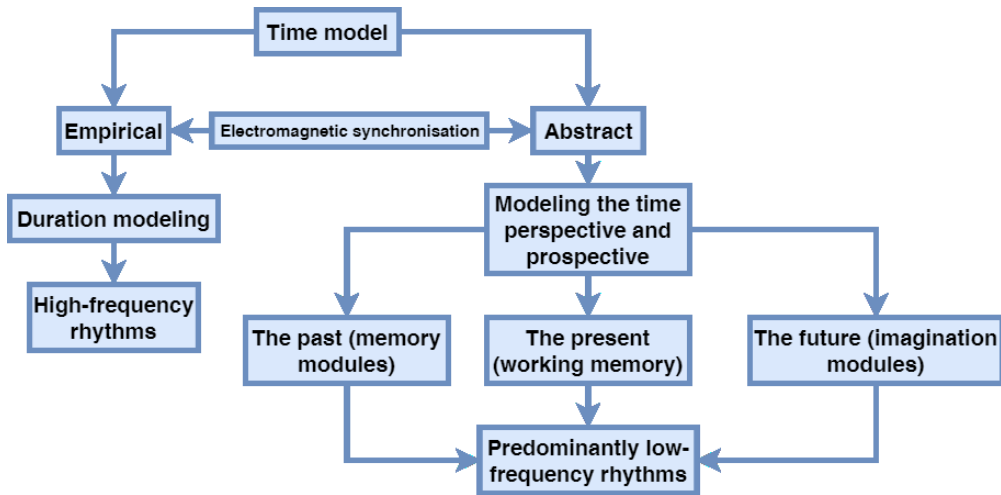 Time model
Empirical
Electromagnetic synchronisation
Abstract
Duration modeling
Modeling the time
perspective and
prospective
High-frequency
rhythms
The past (memory
modules)
The present
(working memory)
The future (imagination
modules)
Predominantly low-
frequency rhythms